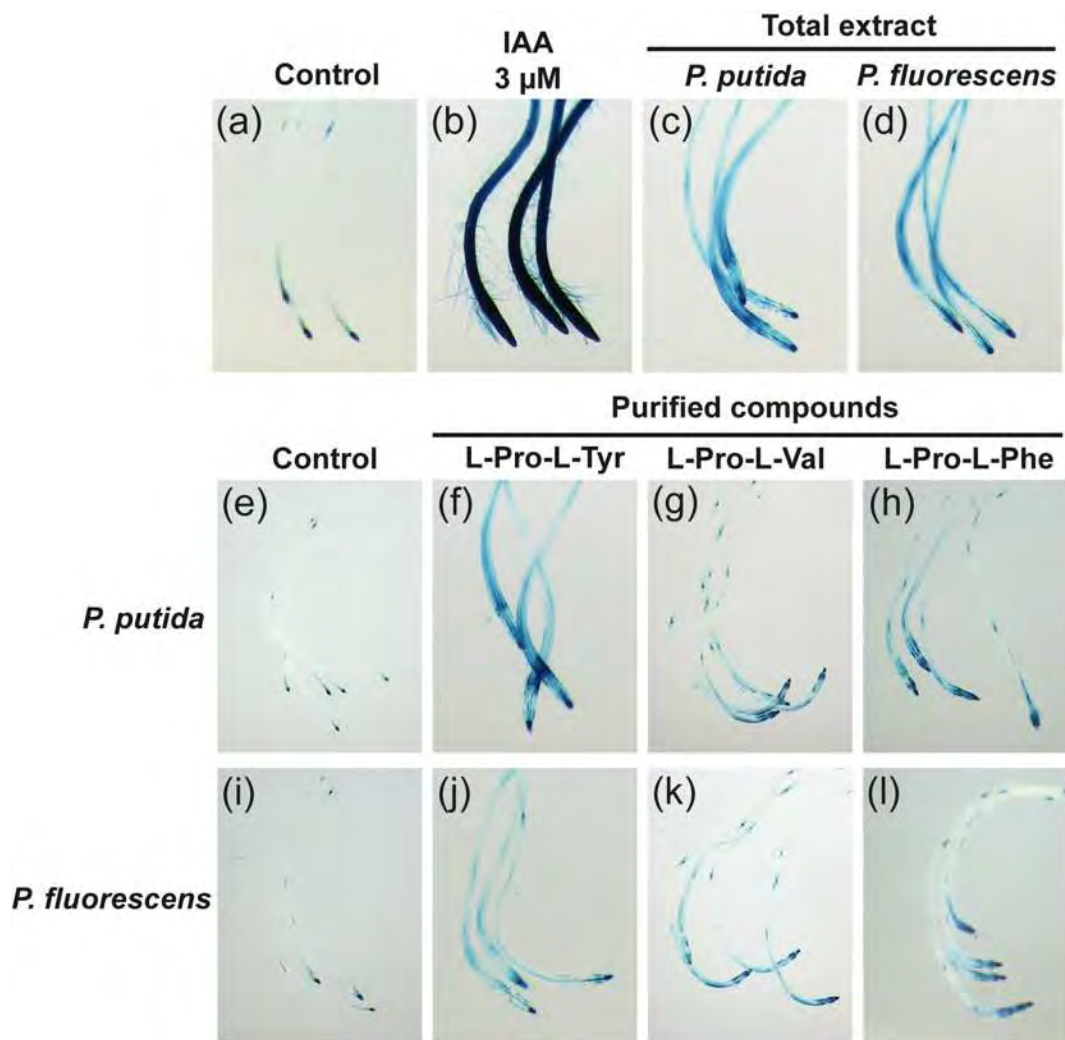 Total extract
IAA
3 µM
Control
P. putida
P. fluorescens
(a)
(b)
(c)
(d)
Purified compounds
Control
L-Pro-L-Tyr
L-Pro-L-Val
L-Pro-L-Phe
(e)
(f)
(g)
(h)
P. putida
(i)
(j)
(k)
(l)
P. fluorescens